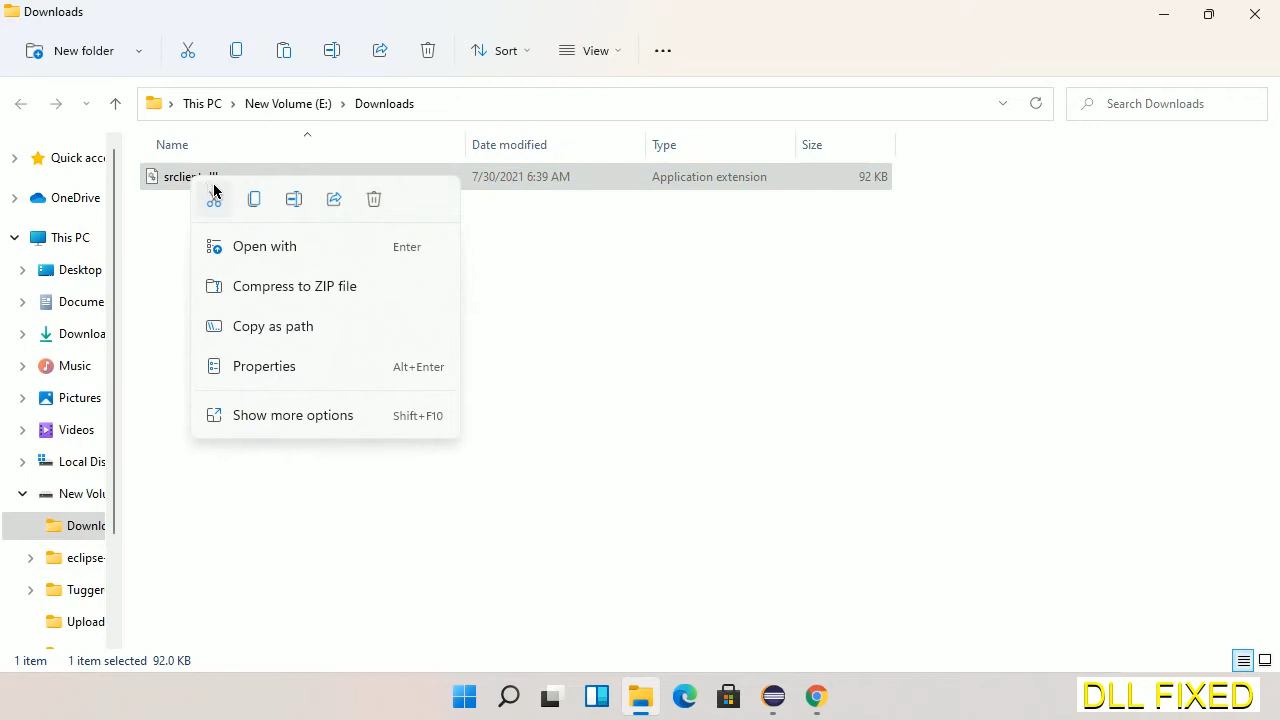 Downloads
New folder
Sort
View
This PC
New Volume (E:)
Downloads
Search Downloads
Name
Date modified
Type
Size
7/30/2021 6:39 AM
Application extension
92 KB
Quick acc
OneDrive
This PC
Desktop
Docume
Downloa
Music
Pictures
Videos
Local Dis
New Volu
Downlo
eclipse-
Tugger
Upload
Open with
Enter
Compress to ZIP file
Copy as path
Properties
Alt+Enter
Show more options
Shift+F10
1 item
1 item selected
92.0 KB
DLL FIXED